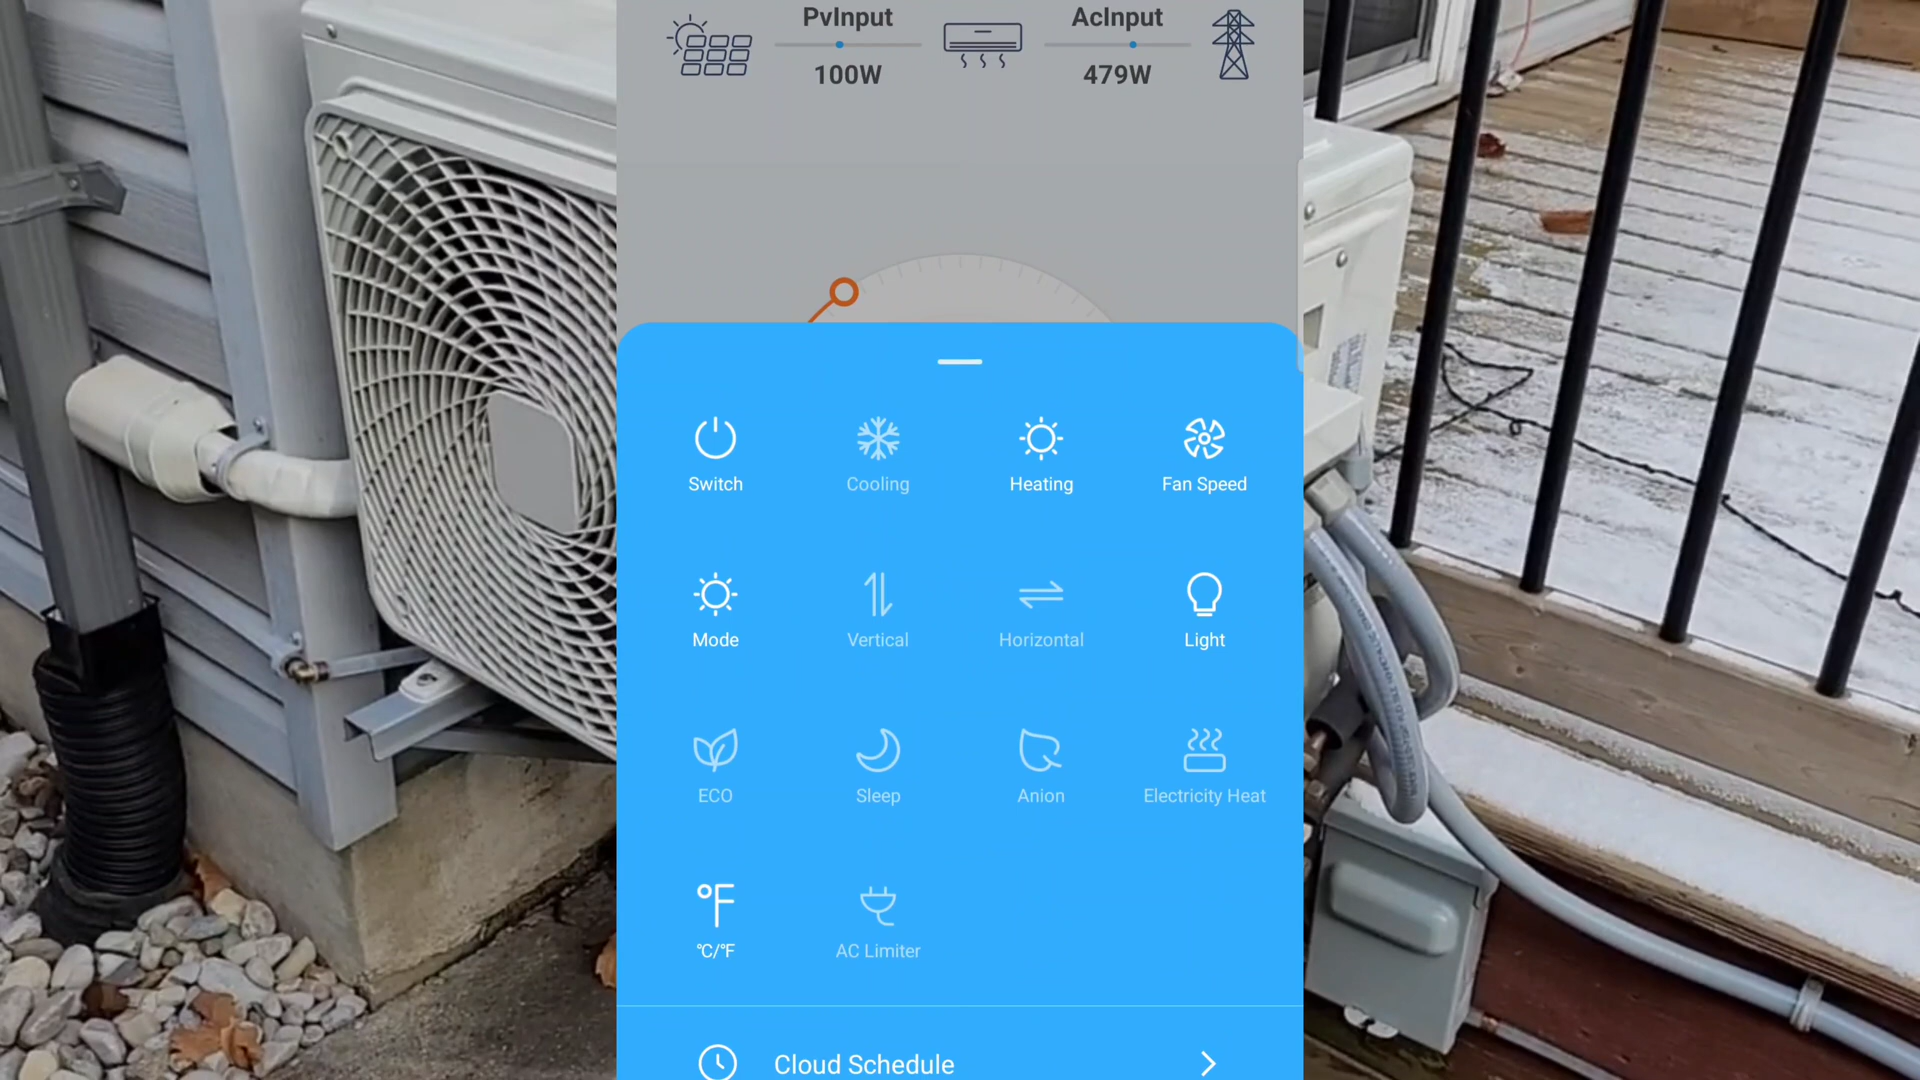 PvInput
AcInput
100W
479W
Switch
Cooling
Heating
Fan Speed
Mode
Vertical
Horizontal
Light
ECO
Sleep
Anion
Electricity Heat
°F
°C/°F
AC Limiter
Cloud Schedule